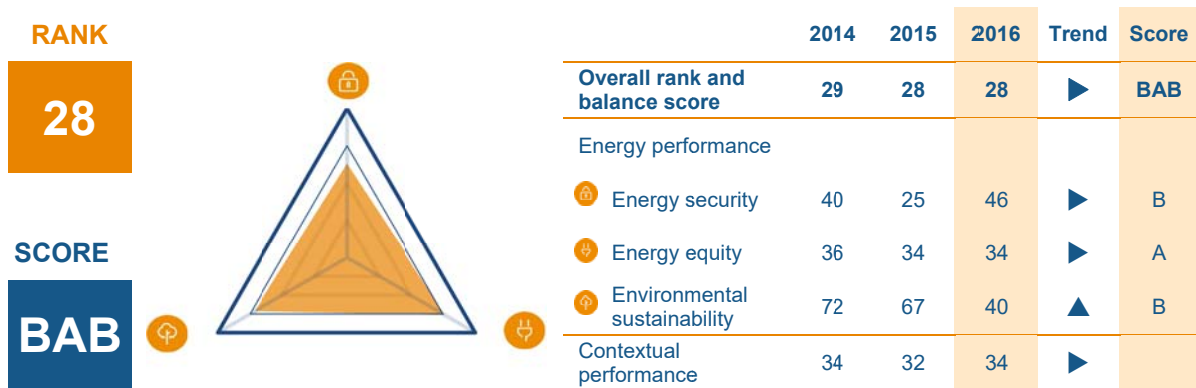 RANK
28
SCORE
BAB
2014 2015 2016 Trend Score
Overall rank and
balance score 29 28 28 BAB
Energy performance
Energy security 40 25 46 B
Energy equity 36 34 34 A
Environmental
sustainability 72 67 40 B
Contextual
performance 34 32 34